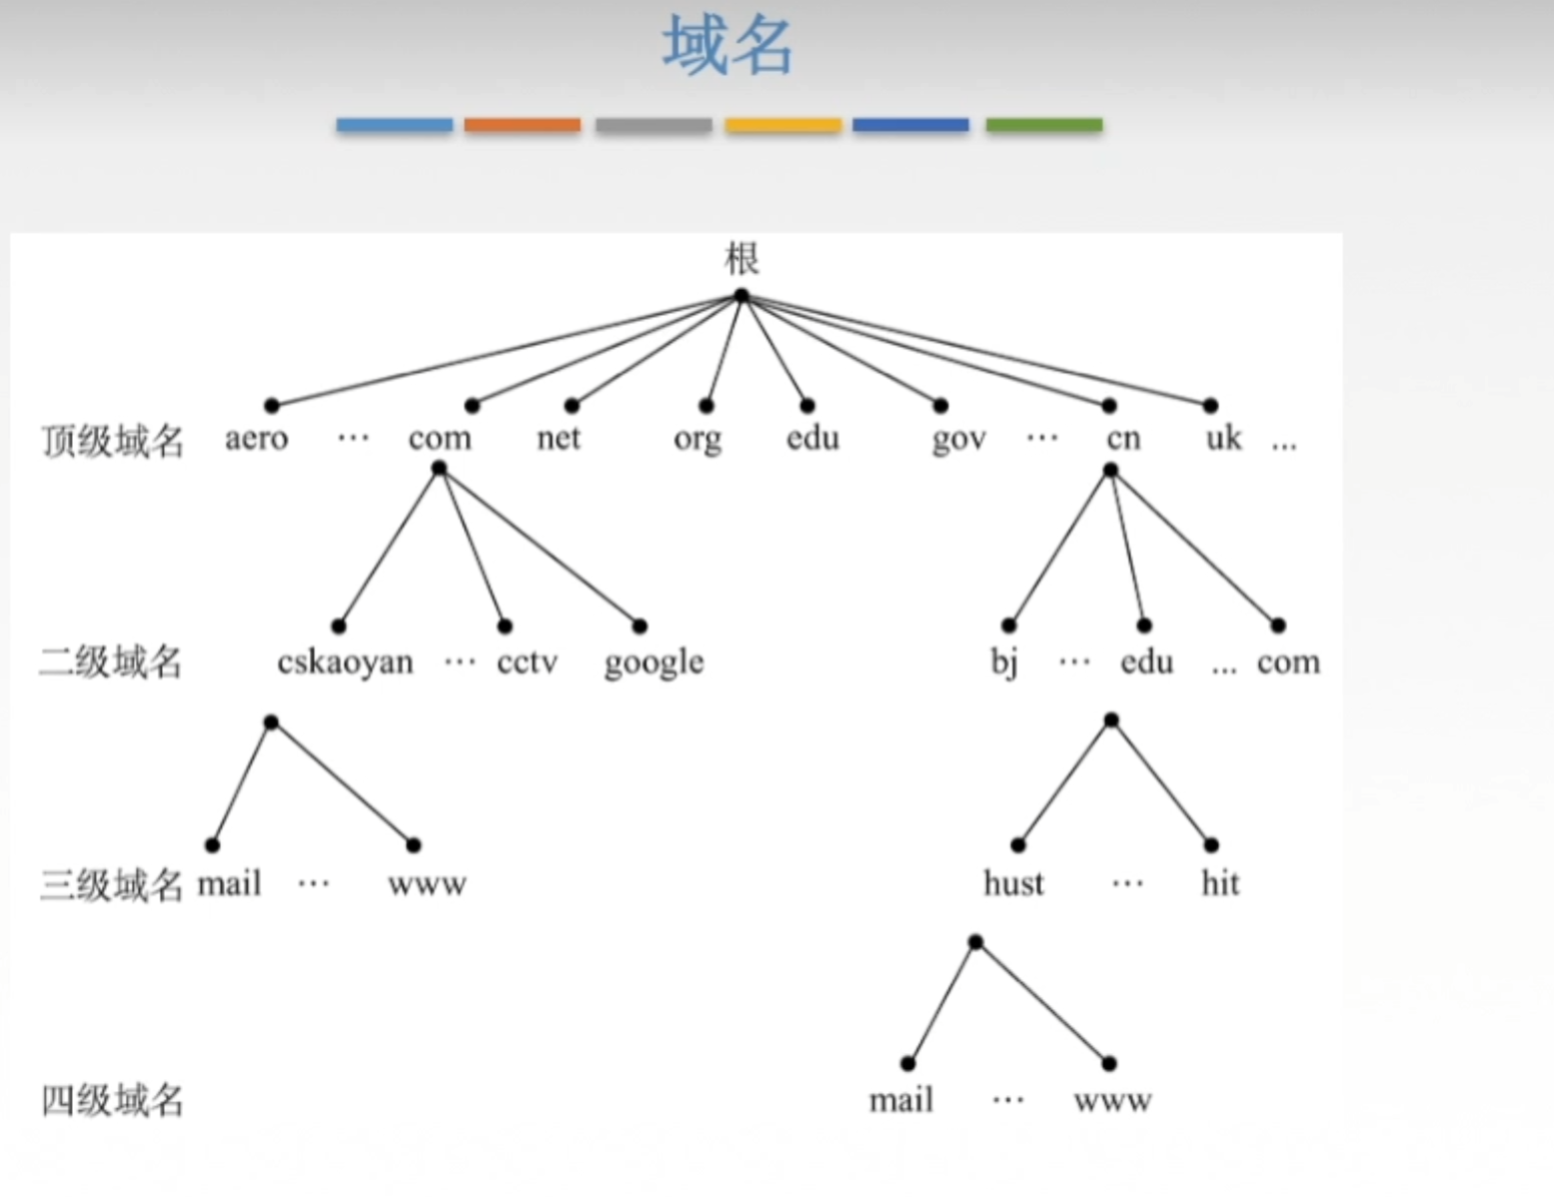 域名
根
顶级域名 aero … com net org edu gov … cn uk ...
二级域名 cskaoyan … cctv google bj … edu ... com
三级域名 mail … www hust … hit
四级域名 mail … www